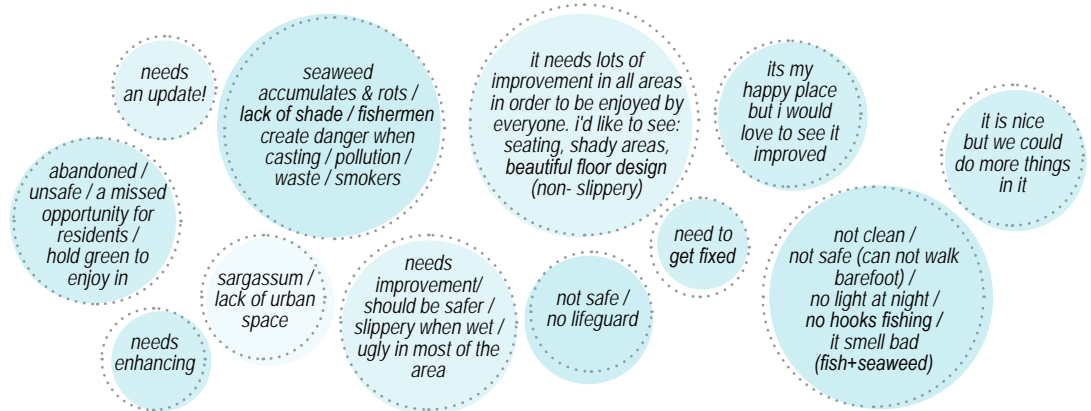 needs
an update!
seaweed
accumulates & rots /
lack of shade / fishermen
create danger when
casting / pollution /
waste / smokers
it needs lots of
improvement in all areas
in order to be enjoyed by
everyone. i'd like to see:
seating, shady areas,
beautiful floor design
(non- slippery)
its my
happy place
but i would
love to see it
improved
it is nice
but we could
do more things
in it
abandoned /
unsafe / a missed
opportunity for
residents /
hold green to
enjoy in
sargassum /
lack of urban
space
needs
improvement/
should be safer /
slippery when wet /
ugly in most of the
area
not safe /
no lifeguard
need to
get fixed
not clean /
not safe (can not walk
barefoot) /
no light at night /
no hooks fishing /
it smell bad
(fish+seaweed)
needs
enhancing